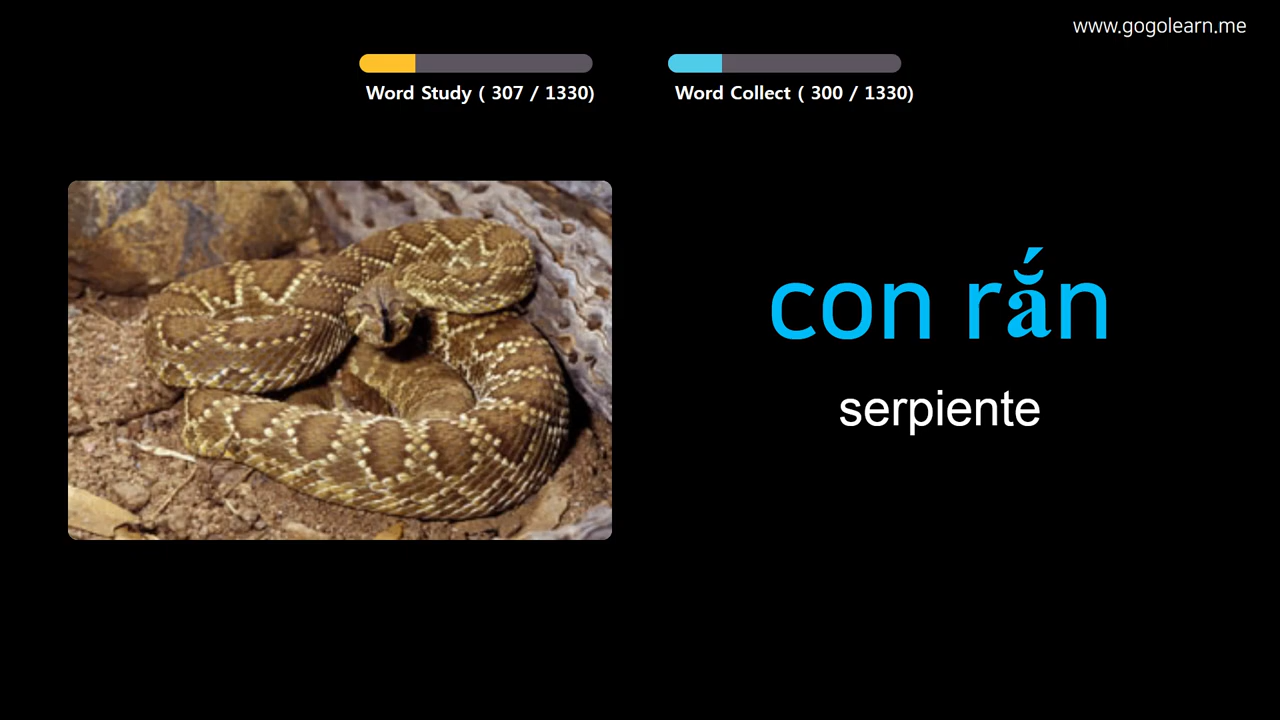 www.gogolearn.me
Word Study ( 307 / 1330)
Word Collect ( 300 / 1330)
con rắn
serpiente